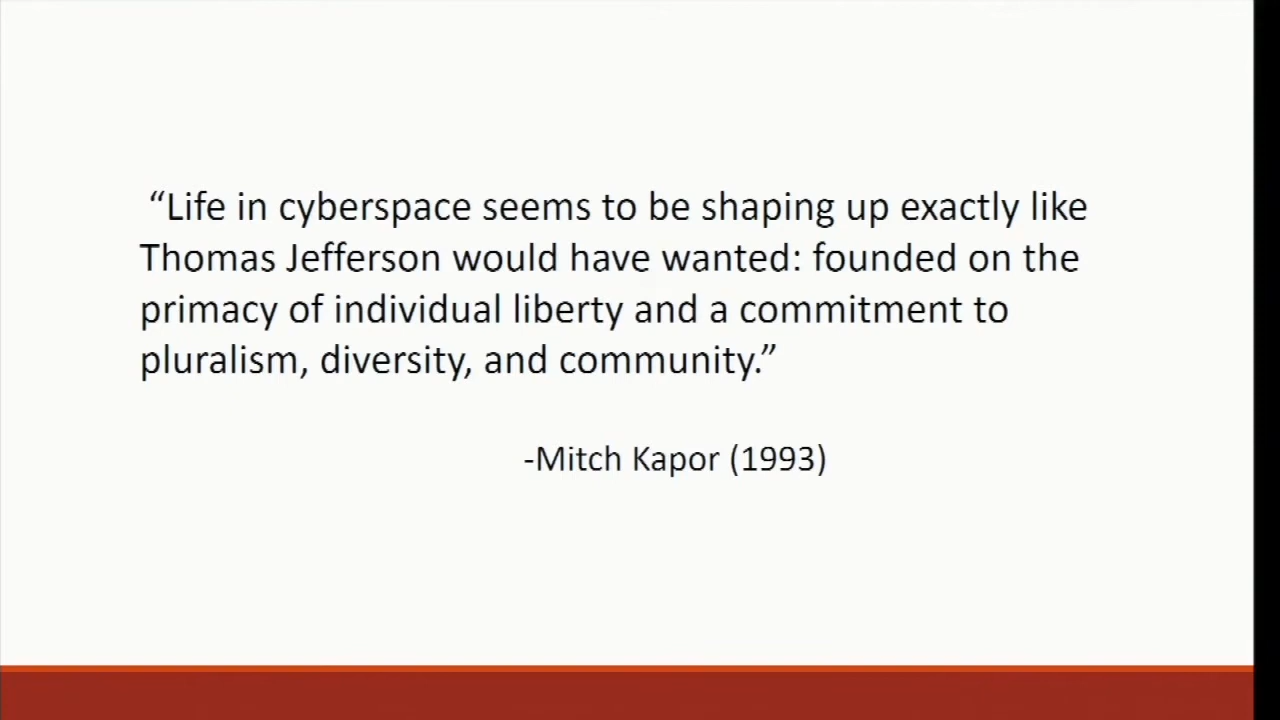 “Life in cyberspace seems to be shaping up exactly like
Thomas Jefferson would have wanted: founded on the
primacy of individual liberty and a commitment to
pluralism, diversity, and community.”
-Mitch Kapor (1993)